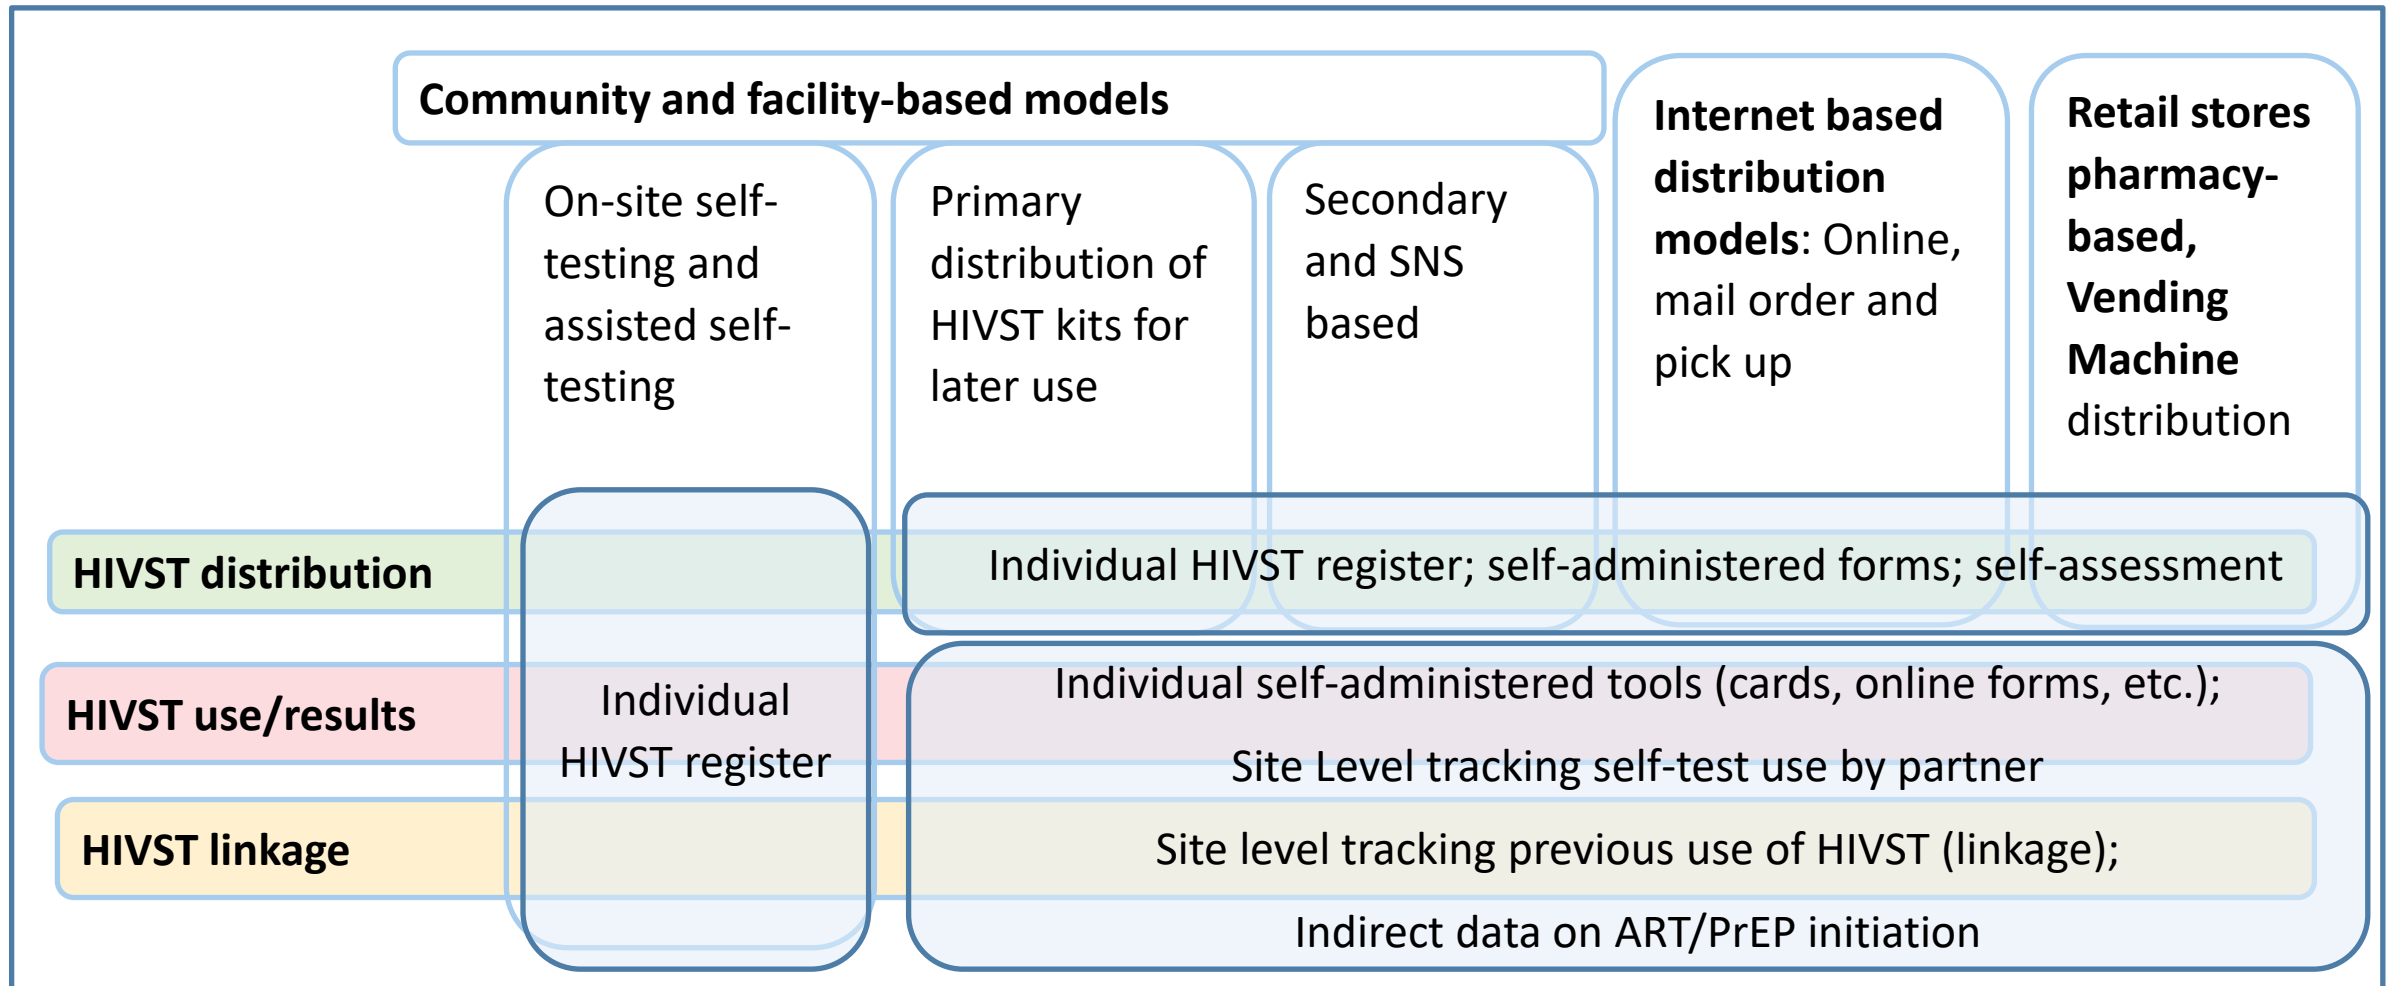 Community and facility-based models
On-site self-
testing and
assisted self-
testing
Primary
distribution of
HIVST kits for
later use
Secondary
and SNS
based
Internet based
distribution
models: Online,
mail order and
pick up
Retail stores
pharmacy-
based,
Vending
Machine
distribution
HIVST distribution
Individual HIVST register; self-administered forms; self-assessment
HIVST use/results
Individual
HIVST register
Individual self-administered tools (cards, online forms, etc.);
Site Level tracking self-test use by partner
HIVST linkage
Site level tracking previous use of HIVST (linkage);
Indirect data on ART/PrEP initiation